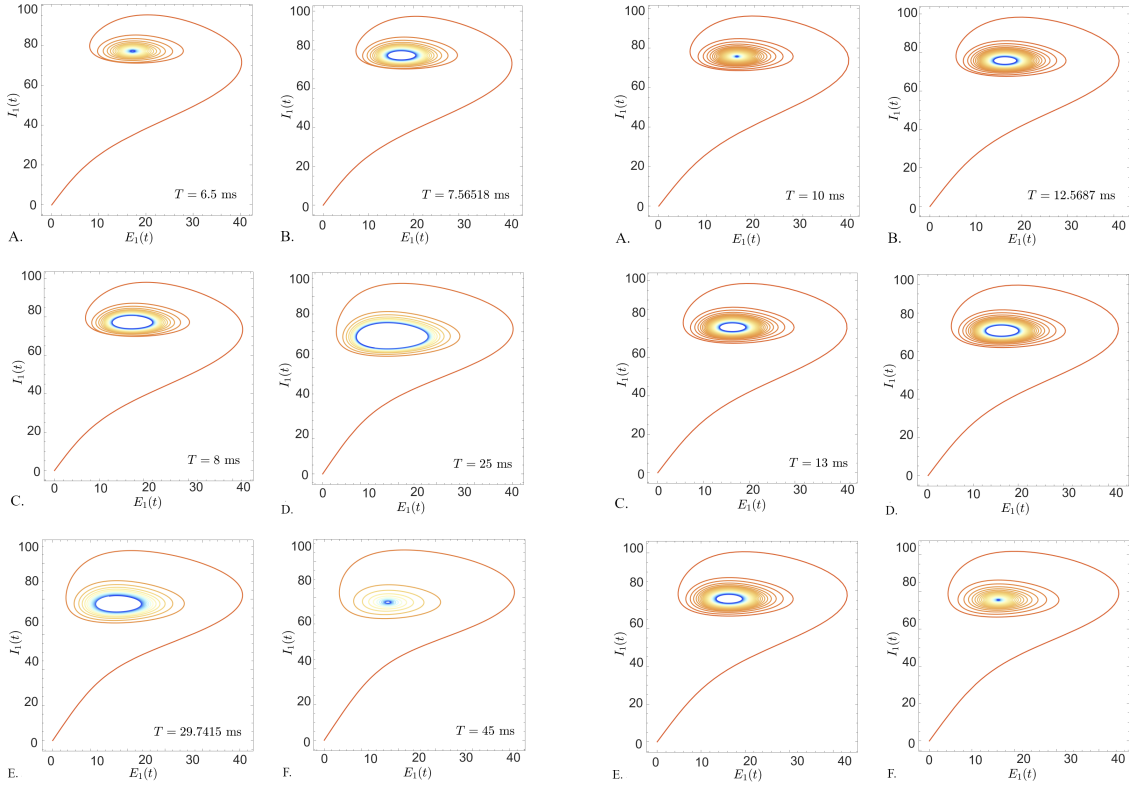 100
80
60
40
20
0
I₁(t)
T = 6.5 ms
0 10 20 30 40
E₁(t)
A.
100
80
60
40
20
0
I₁(t)
T = 7.56518 ms
0 10 20 30 40
E₁(t)
B.
100
80
60
40
20
0
I₁(t)
T = 10 ms
0 10 20 30 40
E₁(t)
A.
100
80
60
40
20
0
I₁(t)
T = 12.5687 ms
0 10 20 30 40
E₁(t)
B.
100
80
60
40
20
0
I₁(t)
T = 8 ms
0 10 20 30 40
E₁(t)
C.
100
80
60
40
20
0
I₁(t)
T = 25 ms
0 10 20 30 40
E₁(t)
D.
100
80
60
40
20
0
I₁(t)
T = 13 ms
0 10 20 30 40
E₁(t)
C.
100
80
60
40
20
0
I₁(t)
0 10 20 30 40
E₁(t)
D.
100
80
60
40
20
0
I₁(t)
T = 29.7415 ms
0 10 20 30 40
E₁(t)
E.
100
80
60
40
20
0
I₁(t)
T = 45 ms
0 10 20 30 40
E₁(t)
F.
100
80
60
40
20
0
I₁(t)
0 10 20 30 40
E₁(t)
E.
100
80
60
40
20
0
I₁(t)
0 10 20 30 40
E₁(t)
F.